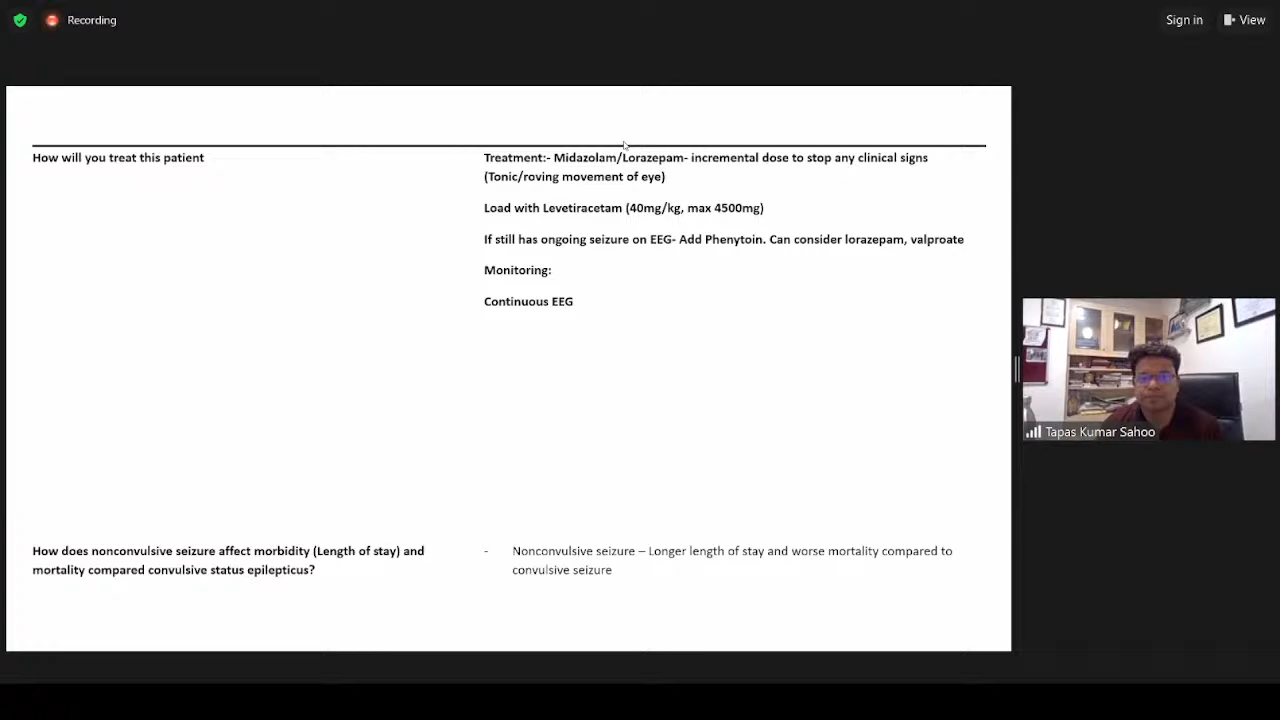 Recording
Sign in
View
How will you treat this patient
Treatment:- Midazolam/Lorazepam- incremental dose to stop any clinical signs
(Tonic/roving movement of eye)
Load with Levetiracetam (40mg/kg, max 4500mg)
If still has ongoing seizure on EEG- Add Phenytoin. Can consider lorazepam, valproate
Monitoring:
Continuous EEG
How does nonconvulsive seizure affect morbidity (Length of stay) and
mortality compared convulsive status epilepticus?
- Nonconvulsive seizure – Longer length of stay and worse mortality compared to
convulsive seizure
Tapas Kumar Sahoo